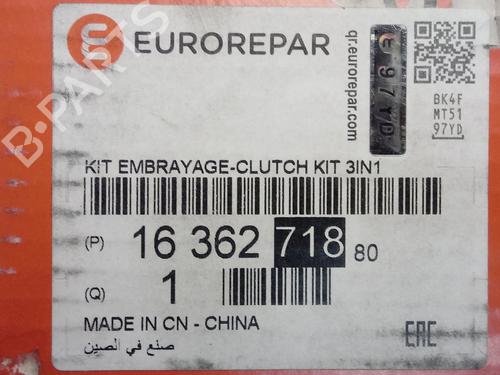 EUROREPAR
qr.eurorepar.com
97YD
BK4F
MT51
97YD
KIT EMBRAYAGE-CLUTCH KIT 3IN1
(P) 16 362 718 80
(Q) 1
MADE IN CN - CHINA
صنع في الصين
EAC
B-PARTS